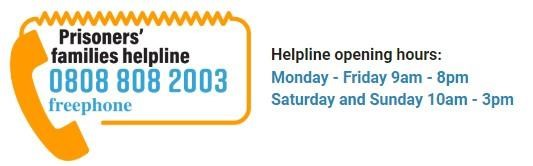 Prisoners'
families helpline
0808 808 2003
freephone
Helpline opening hours:
Monday - Friday 9am - 8pm
Saturday and Sunday 10am - 3pm